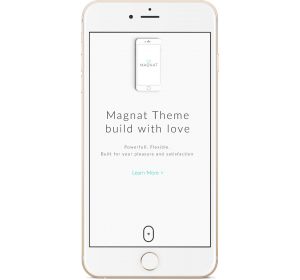 MAGNAT
Magnat Theme
build with love
Powerfull. Flexible.
Built for your pleasure and satisfaction
Learn More >